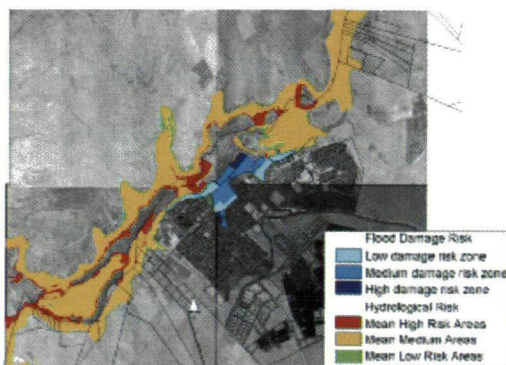 Flood Damage Risk
Low damage risk zone
Medium damage risk zone
High damage risk zone
Hydrological Risk
Mean High Risk Areas
Mean Medium Areas
Mean Low Risk Areas